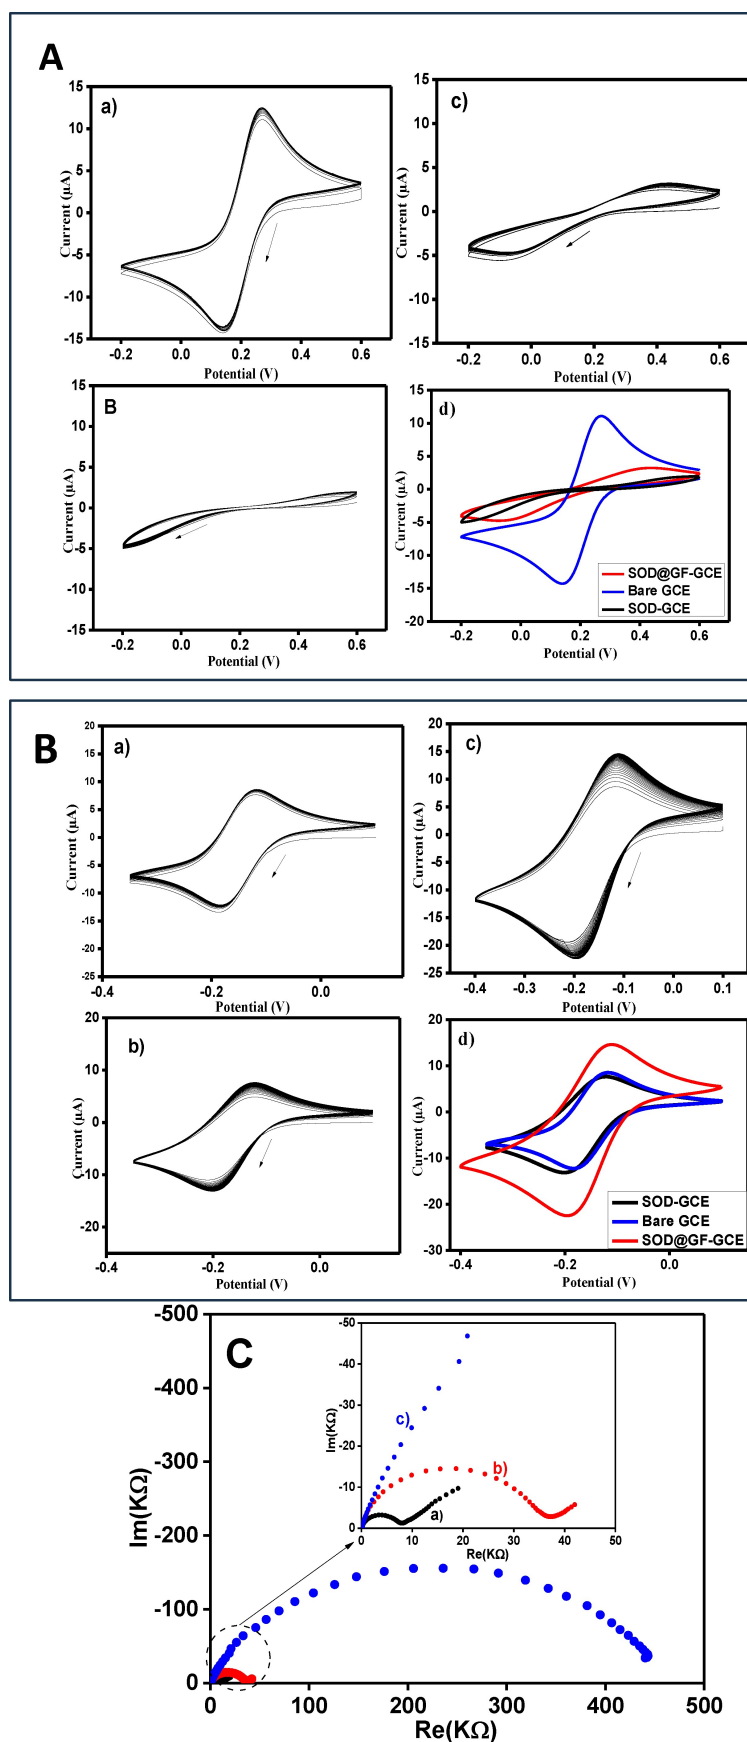 A
a)
15
10
5
0
-5
-10
-15
Current (µA)
-0.2 0.0 0.2 0.4 0.6
Potential (V)
c)
15
10
5
0
-5
-10
-15
Current (µA)
-0.2 0.0 0.2 0.4 0.6
Potential (V)
B
15
10
5
0
-5
-10
-15
Current (µA)
-0.2 0.0 0.2 0.4 0.6
Potential (V)
d)
15
10
5
0
-5
-10
-15
-20
Current (µA)
SOD@GF-GCE
Bare GCE
SOD-GCE
-0.2 0.0 0.2 0.4 0.6
Potential (V)
B
a)
20
15
10
5
0
-5
-10
-15
-20
-25
Current (µA)
-0.4 -0.2 0.0
Potential (V)
c)
20
15
10
5
0
-5
-10
-15
-20
-25
Current (µA)
-0.4 -0.3 -0.2 -0.1 0.0 0.1
Potential (V)
b)
20
10
0
-10
-20
Current (µA)
-0.4 -0.2 0.0
Potential (V)
d)
20
10
0
-10
-20
-30
Current (µA)
SOD-GCE
Bare GCE
SOD@GF-GCE
-0.4 -0.2 0.0
Potential (V)
C
-500
-400
-300
-200
-100
0
Im(KΩ)
0 100 200 300 400 500
Re(KΩ)
-50
-40
-30
-20
-10
0
Im(KΩ)
c)
b)
a)
0 10 20 30 40 50
Re(KΩ)